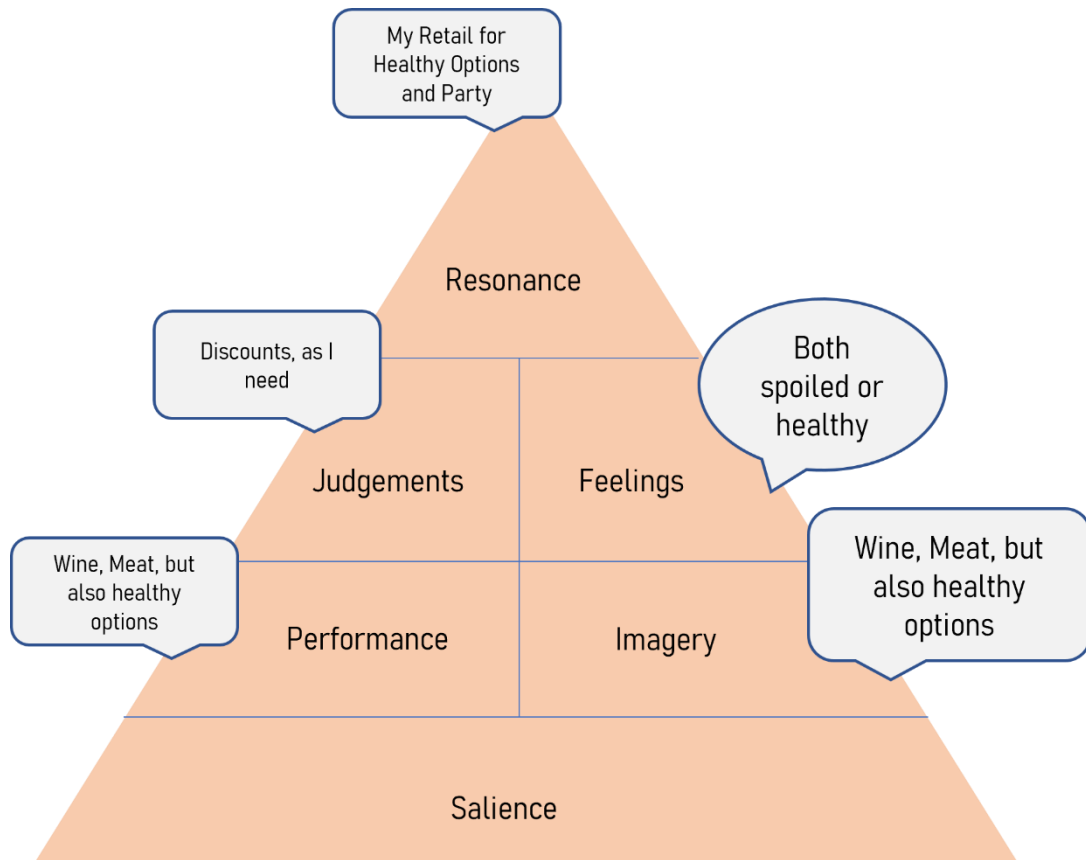 My Retail for
Healthy Options
and Party
Resonance
Discounts, as I
need
Both
spoiled or
healthy
Judgements
Feelings
Wine, Meat, but
also healthy
options
Wine, Meat, but
also healthy
options
Performance
Imagery
Salience